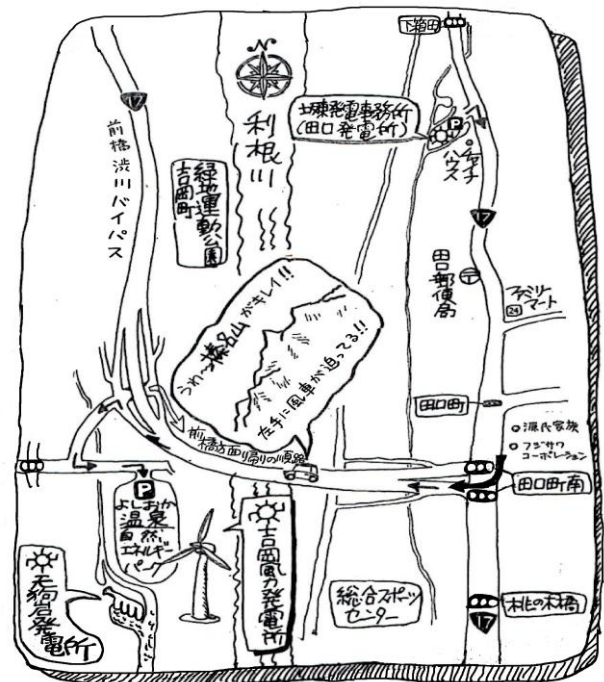 下箱田
N
17
坂東発電事務所
(田口発電所)
P
利根川
前橋渋川バイパス
緑地運動公園
吉岡町
17
田口郵便局
〒
ファミリーマート
24
うわ〜榛名山がキレイ!!
左手に風車が迫ってる!!
田口町
前橋方面帰りの順路
源氏家族
フジサワ
コーポレーション
田口町南
P
よしおか
温泉
自然
エネルギー
パーク
吉岡風力発電所
天狗岩発電所
総合スポーツ
センター
桃の木橋
17